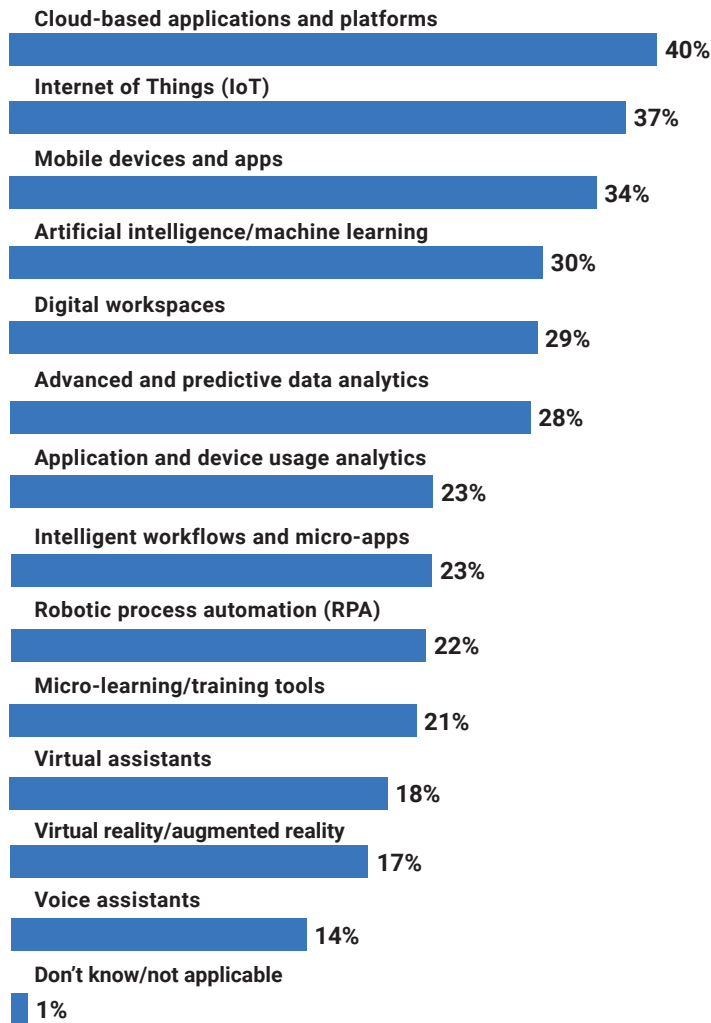 Cloud-based applications and platforms
40%
Internet of Things (IoT)
37%
Mobile devices and apps
34%
Artificial intelligence/machine learning
30%
Digital workspaces
29%
Advanced and predictive data analytics
28%
Application and device usage analytics
23%
Intelligent workflows and micro-apps
23%
Robotic process automation (RPA)
22%
Micro-learning/training tools
21%
Virtual assistants
18%
Virtual reality/augmented reality
17%
Voice assistants
14%
Don’t know/not applicable
1%